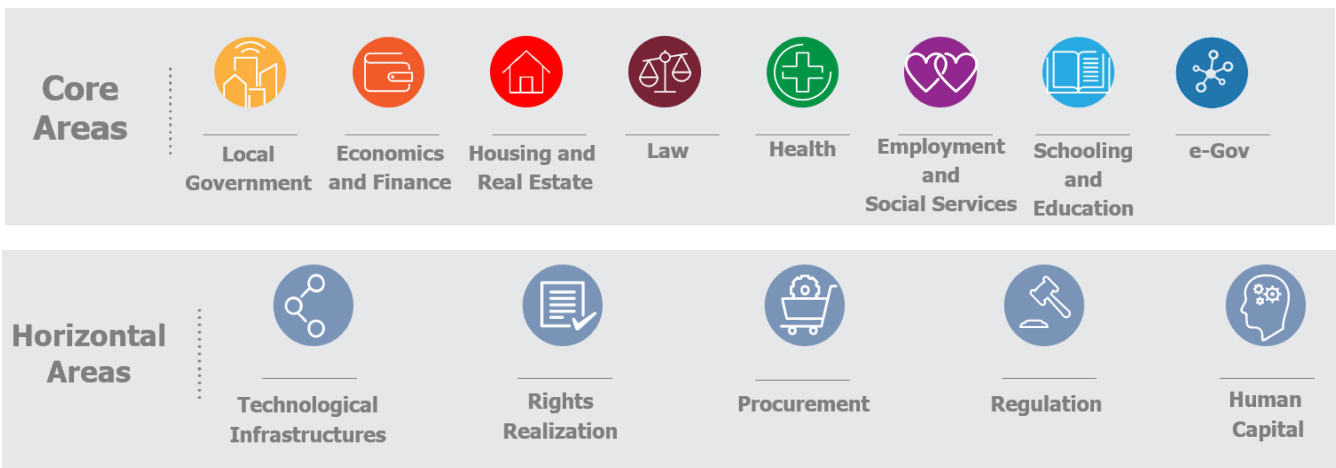 Core
Areas
Local
Government
Economics
and Finance
Housing and
Real Estate
Law
Health
Employment
and
Social Services
Schooling
and
Education
e-Gov
Horizontal
Areas
Technological
Infrastructures
Rights
Realization
Procurement
Regulation
Human
Capital